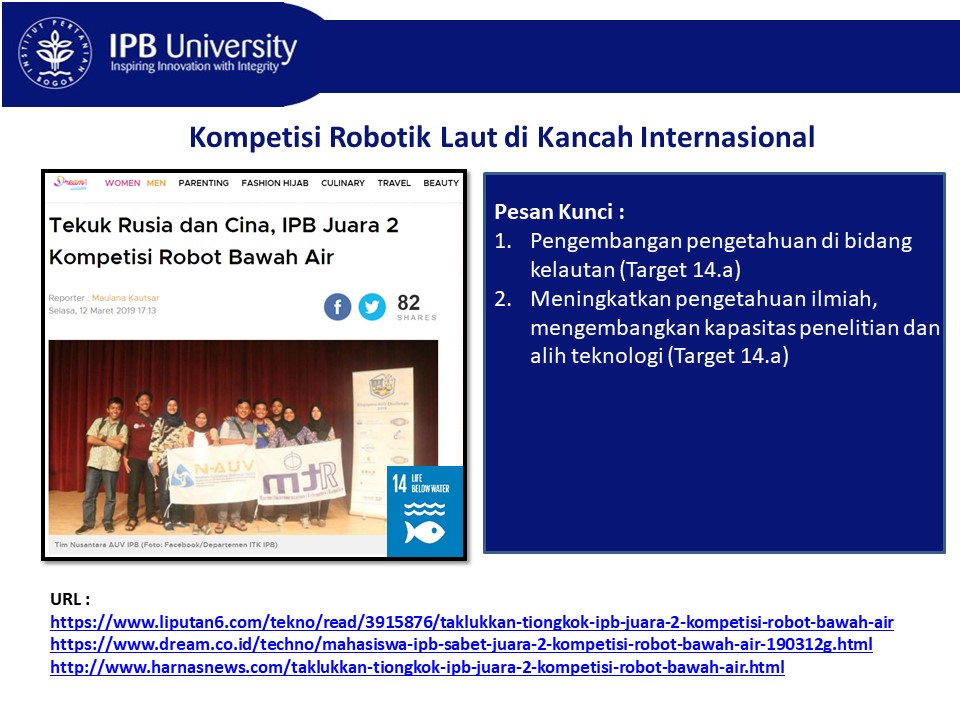 INSTITUT PERTANIAN
BOGOR
IPB University
Inspiring Innovation with Integrity
Kompetisi Robotik Laut di Kancah Internasional
Dream
WOMEN MEN PARENTING FASHION HIJAB CULINARY TRAVEL BEAUTY
Tekuk Rusia dan Cina, IPB Juara 2
Kompetisi Robot Bawah Air
Reporter : Maulana Kautsar
Selasa, 12 Maret 2019 17:13
82
SHARES
N-AUV
14 LIFE
BELOW WATER
Tim Nusantara AUV IPB (Foto: Facebook/Departemen ITK IPB)
Pesan Kunci :
1. Pengembangan pengetahuan di bidang
kelautan (Target 14.a)
2. Meningkatkan pengetahuan ilmiah,
mengembangkan kapasitas penelitian dan
alih teknologi (Target 14.a)
URL :
https://www.liputan6.com/tekno/read/3915876/taklukkan-tiongkok-ipb-juara-2-kompetisi-robot-bawah-air
https://www.dream.co.id/techno/mahasiswa-ipb-sabet-juara-2-kompetisi-robot-bawah-air-190312g.html
http://www.harnasnews.com/taklukkan-tiongkok-ipb-juara-2-kompetisi-robot-bawah-air.html